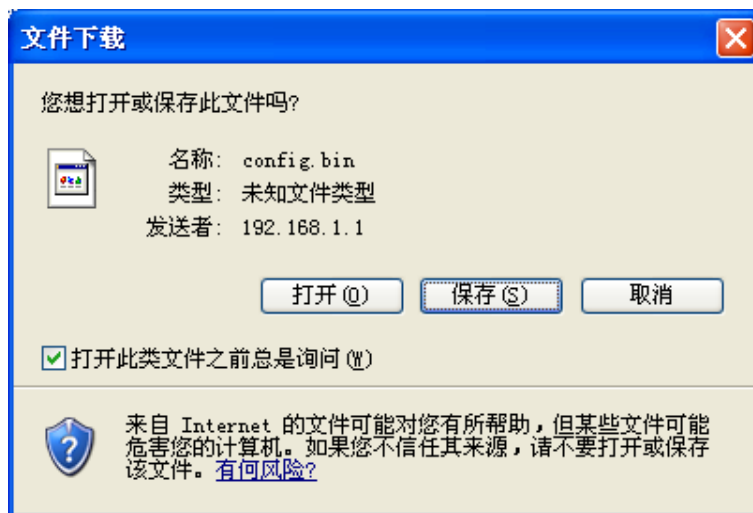 文件下载
您想打开或保存此文件吗?
名称: config.bin
类型: 未知文件类型
发送者: 192.168.1.1
打开(O) 保存(S) 取消
打开此类文件之前总是询问(W)
来自 Internet 的文件可能对您有所帮助，但某些文件可能
危害您的计算机。如果您不信任其来源，请不要打开或保存
该文件。有何风险?